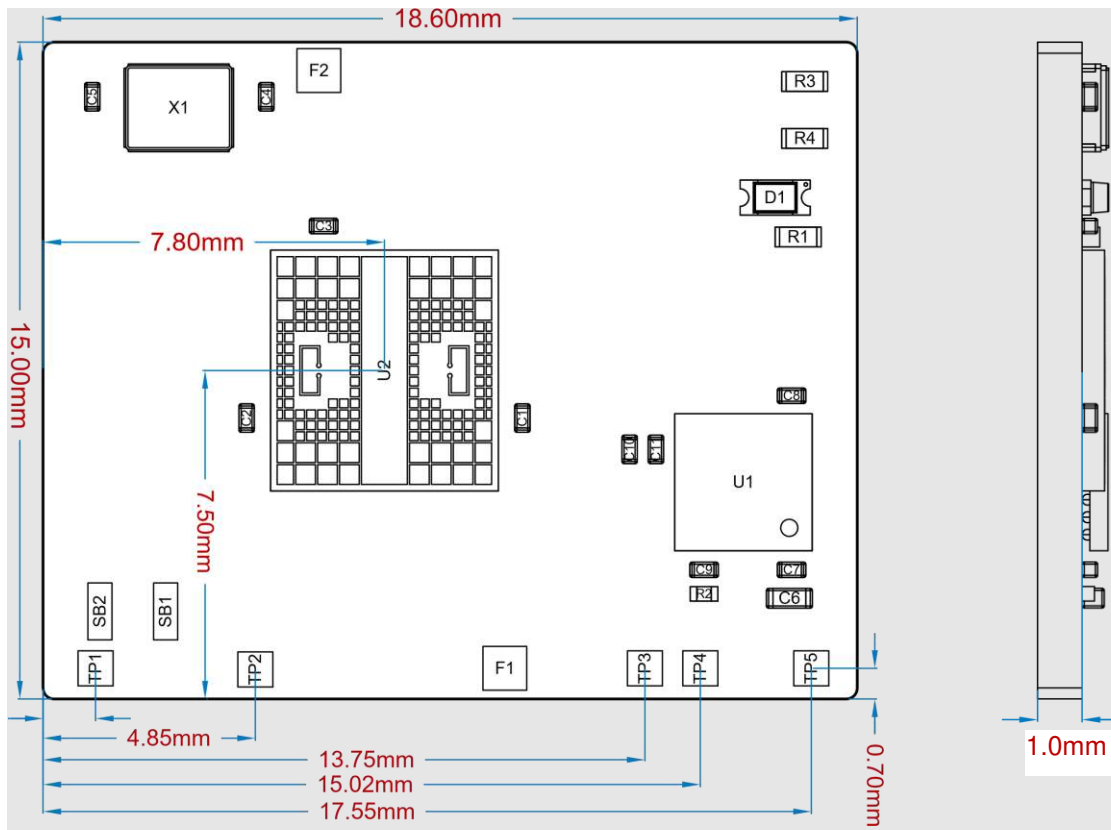 18.60mm
F2
R3
C5
X1
C4
R4
D1
C3
R1
7.80mm
15.00mm
U2
C8
C2
C1
C10
C11
U1
7.50mm
C9
C7
R2
C6
SB2
SB1
TP1
TP2
F1
TP3
TP4
TP5
4.85mm
13.75mm
15.02mm
17.55mm
0.70mm
1.0mm